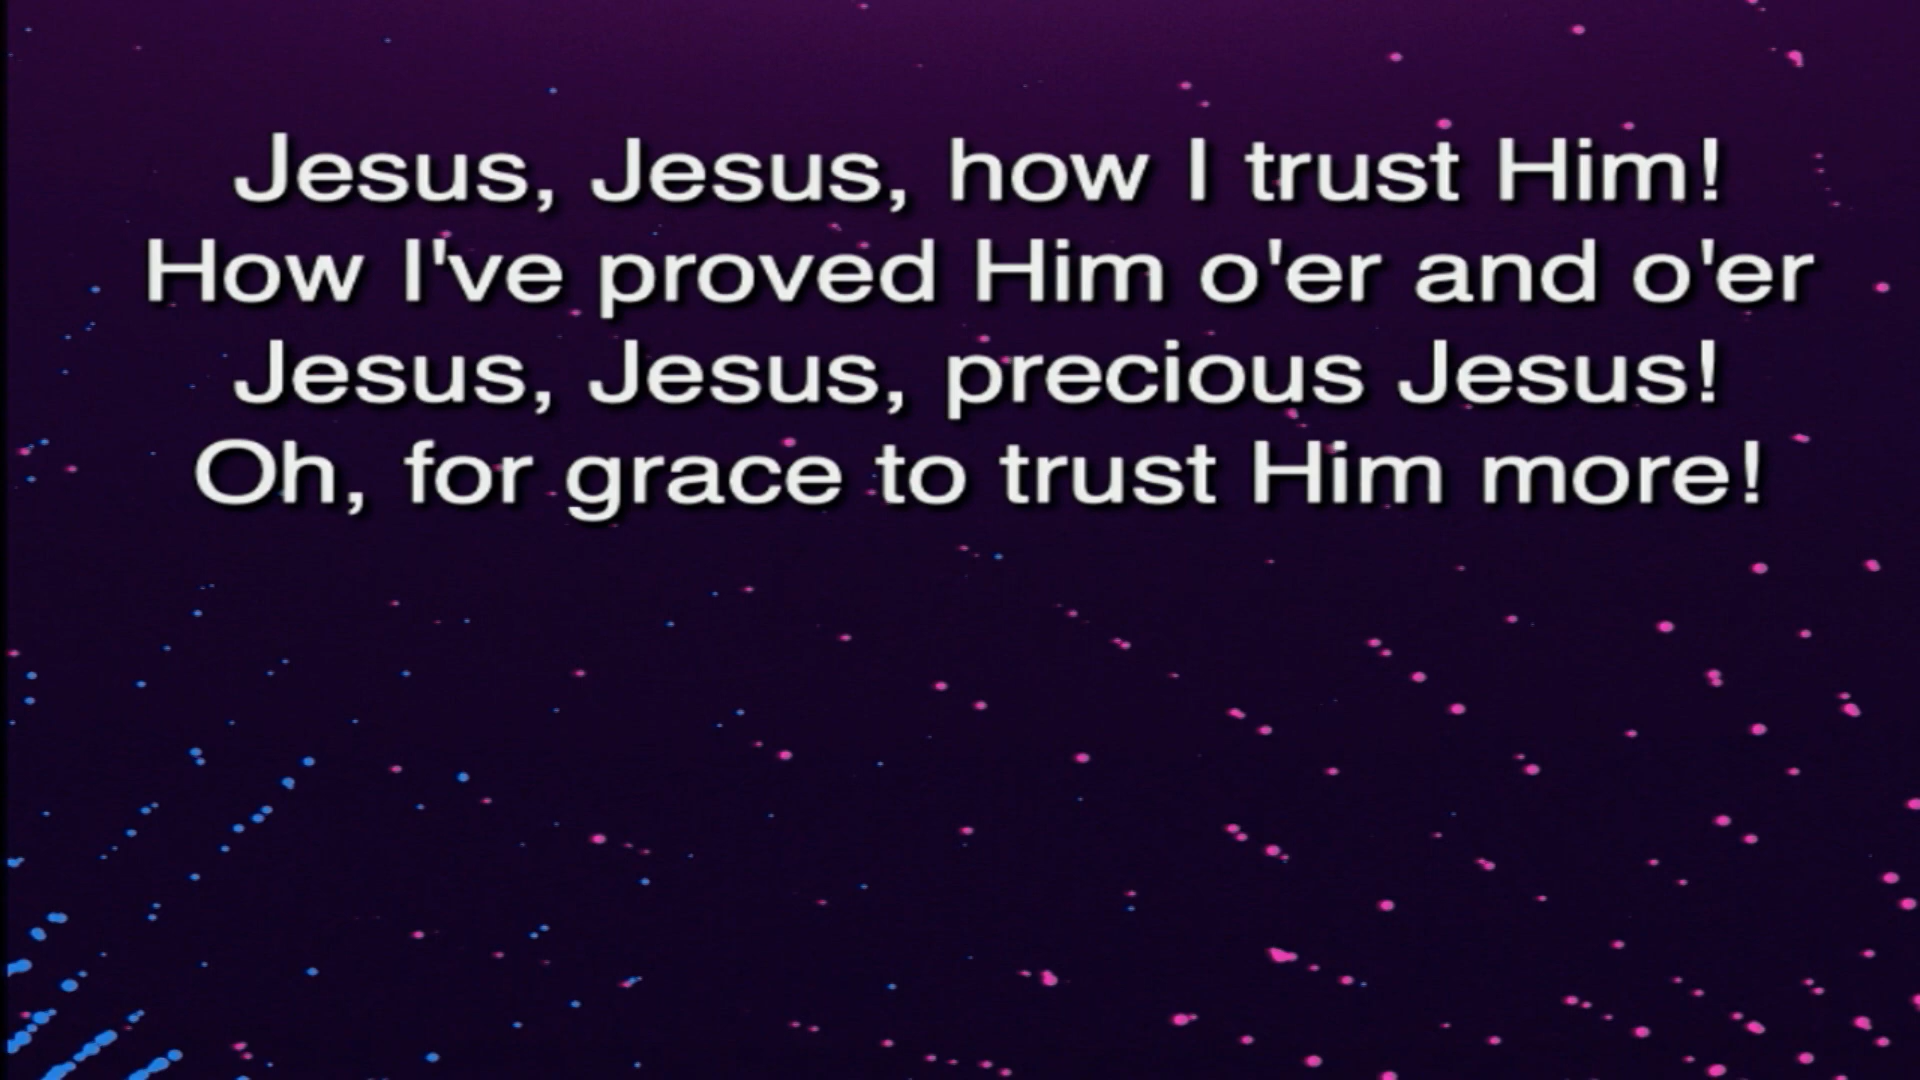 Jesus, Jesus, how I trust Him!
How I've proved Him o'er and o'er
Jesus, Jesus, precious Jesus!
Oh, for grace to trust Him more!